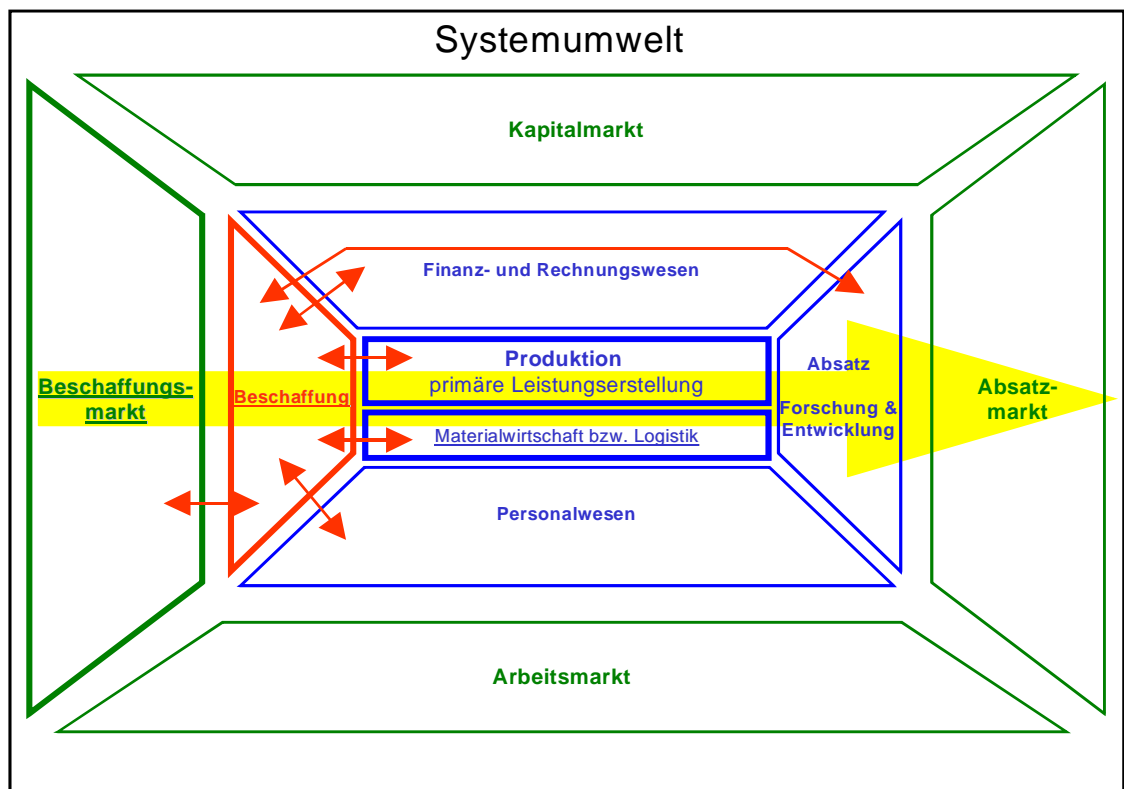 Systemumwelt
Kapitalmarkt
Finanz- und Rechnungswesen
Produktion
primäre Leistungserstellung
Absatz
Beschaffungs-
markt
Beschaffung
Absatz-
markt
Forschung &
Entwicklung
Materialwirtschaft bzw. Logistik
Personalwesen
Arbeitsmarkt